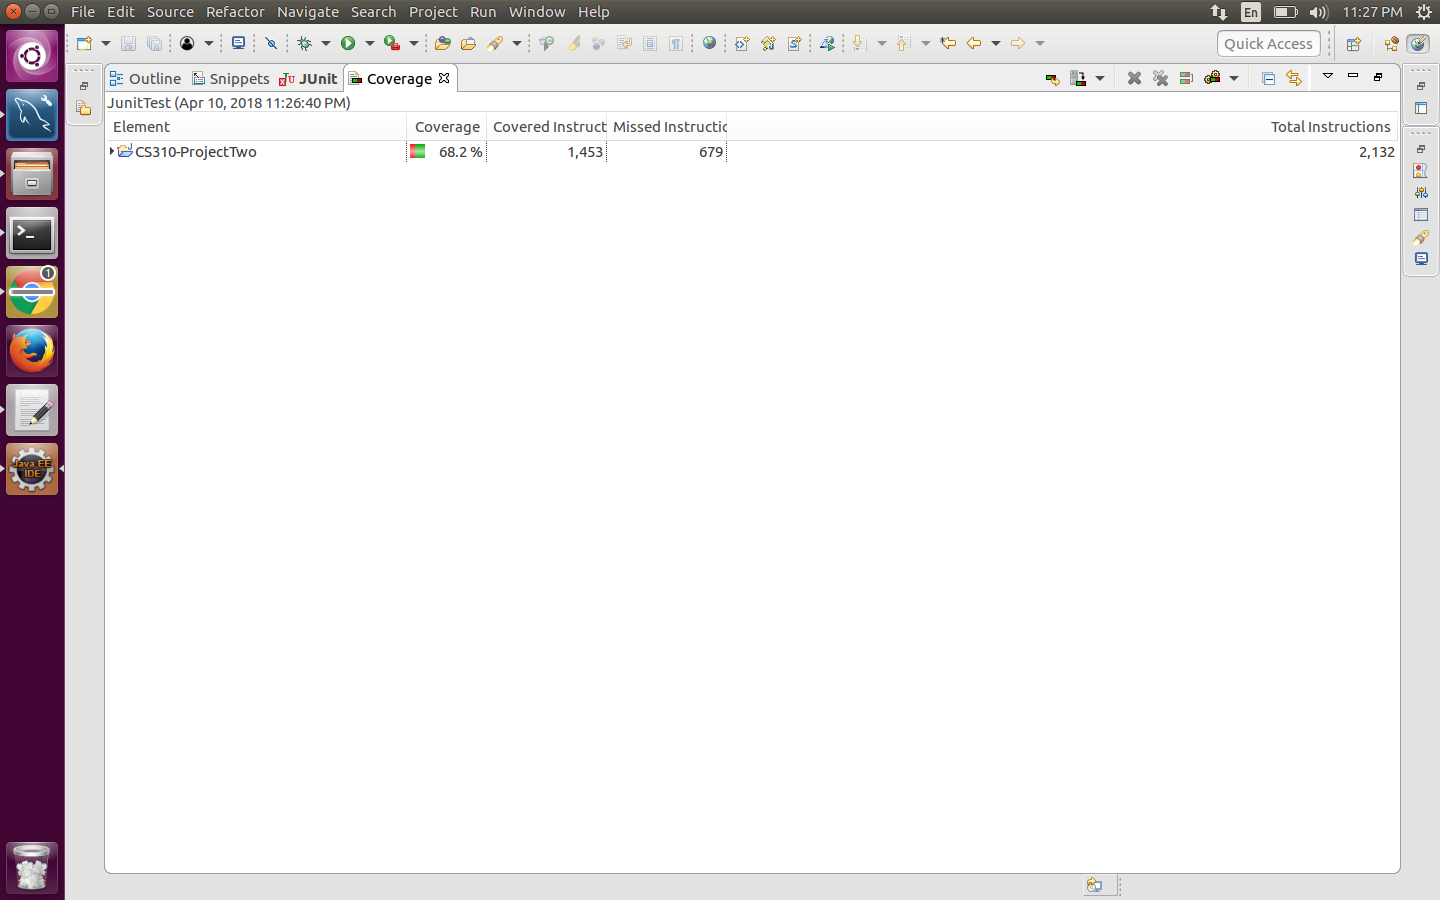 File Edit Source Refactor Navigate Search Project Run Window Help En 11:27 PM
Quick Access
Outline Snippets JUnit Coverage
JunitTest (Apr 10, 2018 11:26:40 PM)
Element Coverage Covered Instruct Missed Instructio Total Instructions
CS310-ProjectTwo 68.2 % 1,453 679 2,132
1
Java EE
IDE